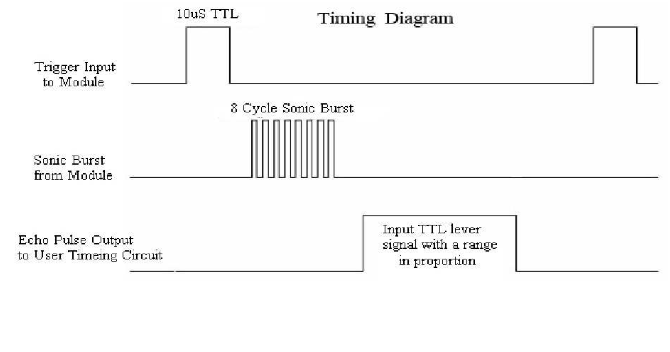 10uS TTL
Timing Diagram
Trigger Input
to Module
8 Cycle Sonic Burst
Sonic Burst
from Module
Echo Pulse Output
to User Timeing Circuit
Input TTL lever
signal with a range
in proportion